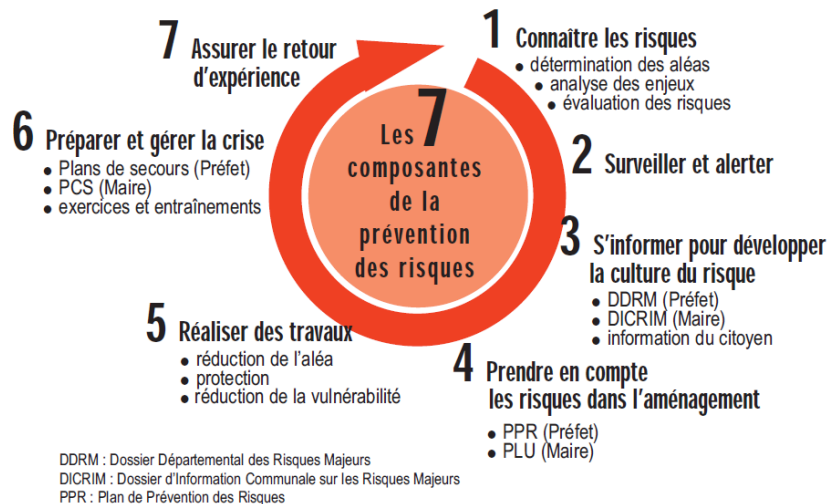 Les 7
composantes
de la
prévention
des risques
1 Connaître les risques
• détermination des aléas
• analyse des enjeux
• évaluation des risques
2 Surveiller et alerter
3 S'informer pour développer
la culture du risque
• DDRM (Préfet)
• DICRIM (Maire)
• information du citoyen
4 Prendre en compte
les risques dans l'aménagement
• PPR (Préfet)
• PLU (Maire)
5 Réaliser des travaux
• réduction de l'aléa
• protection
• réduction de la vulnérabilité
6 Préparer et gérer la crise
• Plans de secours (Préfet)
• PCS (Maire)
• exercices et entraînements
7 Assurer le retour
d'expérience
DDRM : Dossier Départemental des Risques Majeurs
DICRIM : Dossier d'Information Communale sur les Risques Majeurs
PPR : Plan de Prévention des Risques